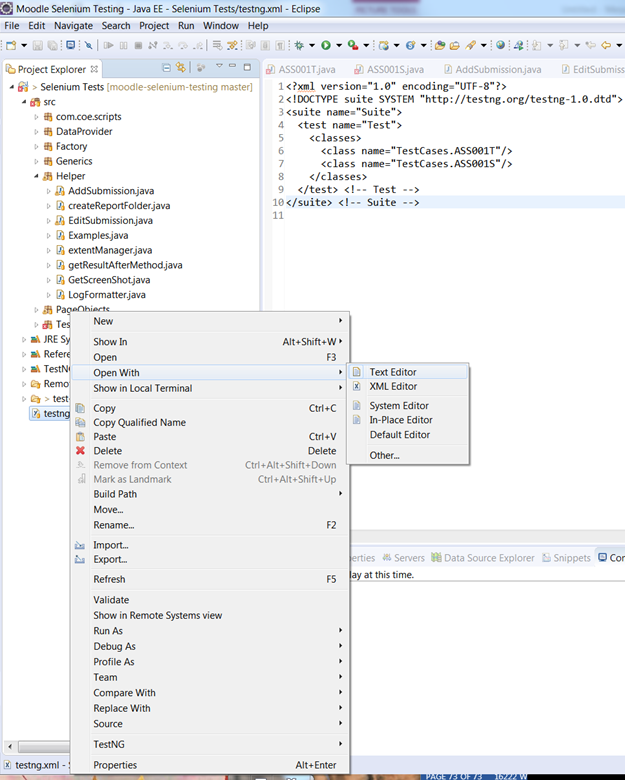 Moodle Selenium Testing - Java EE - Selenium Tests/testng.xml - Eclipse
File Edit Navigate Search Project Run Window Help
Project Explorer
ASS001T.java
ASS001S.java
AddSubmission.java
EditSubmiss
> Selenium Tests [moodle-selenium-testing master]
src
com.coe.scripts
DataProvider
Factory
Generics
Helper
AddSubmission.java
createReportFolder.java
EditSubmission.java
Examples.java
extentManager.java
getResultAfterMethod.java
GetScreenShot.java
LogFormatter.java
PageObjects
Tes
JRE Sy
Refere
TestN
Remo
> test-
testng
1 <?xml version="1.0" encoding="UTF-8"?>
2 <!DOCTYPE suite SYSTEM "http://testng.org/testng-1.0.dtd">
3 <suite name="Suite">
4 <test name="Test">
5 <classes>
6 <class name="TestCases.ASS001T"/>
7 <class name="TestCases.ASS001S"/>
8 </classes>
9 </test> <!-- Test -->
10 </suite> <!-- Suite -->
11
New
Show In Alt+Shift+W
Open F3
Open With
Show in Local Terminal
Copy Ctrl+C
Copy Qualified Name
Paste Ctrl+V
Delete Delete
Remove from Context Ctrl+Alt+Shift+Down
Mark as Landmark Ctrl+Alt+Shift+Up
Build Path
Move...
Rename... F2
Import...
Export...
Refresh F5
Validate
Show in Remote Systems view
Run As
Debug As
Profile As
Team
Compare With
Replace With
Source
TestNG
Properties Alt+Enter
Text Editor
XML Editor
System Editor
In-Place Editor
Default Editor
Other...
erties
Servers
Data Source Explorer
Snippets
Con
lay at this time.
testng.xml - S
PAGE 73 OF 73 16222 W